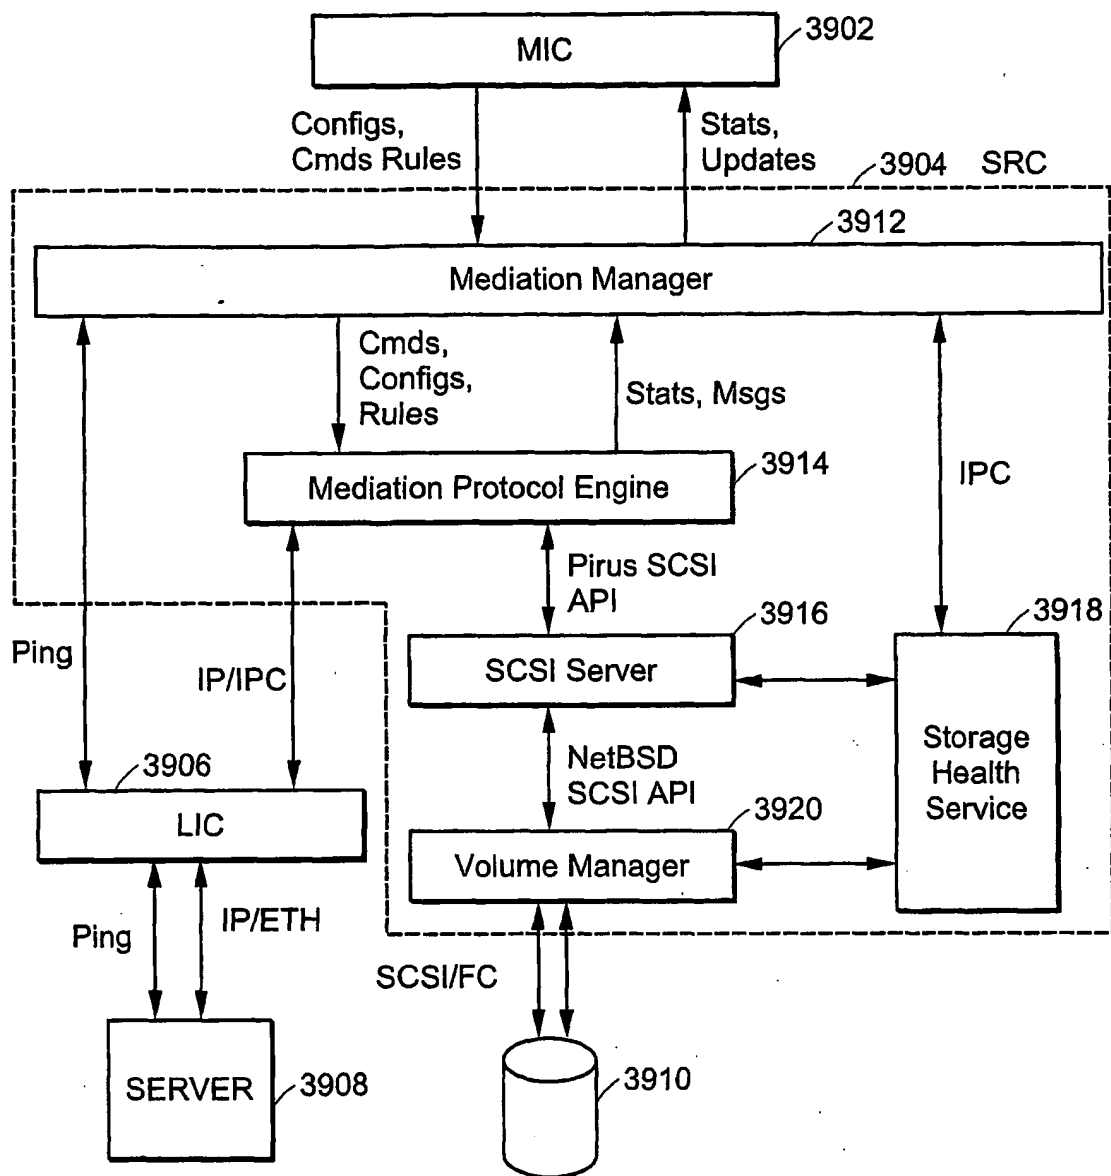 MIC
3902
Configs,
Cmds Rules
Stats,
Updates
3904 SRC
3912
Mediation Manager
Cmds,
Configs,
Rules
Stats, Msgs
3914
Mediation Protocol Engine
IPC
Pirus SCSI
API
3916
3918
Ping
IP/IPC
SCSI Server
3906
NetBSD
SCSI API
Storage
Health
Service
LIC
3920
Volume Manager
Ping
IP/ETH
SCSI/FC
SERVER
3908
3910